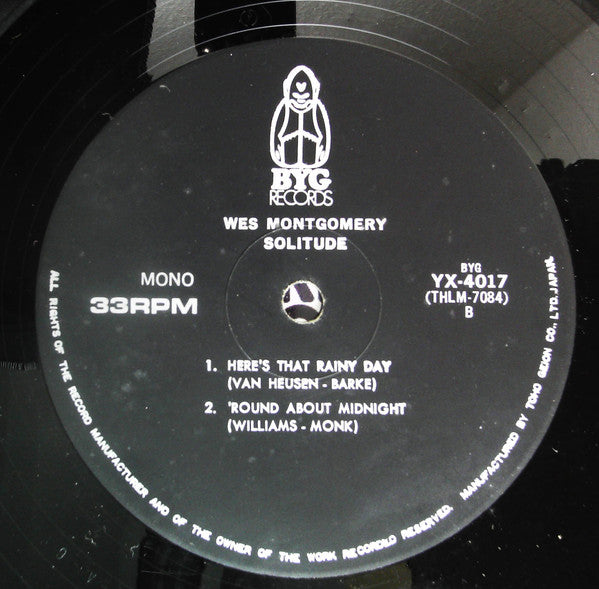 BYG
RECORDS
WES MONTGOMERY
SOLITUDE
MONO
33RPM
BYG
YX-4017
(THLM-7084)
B
1. HERE'S THAT RAINY DAY
(VAN HEUSEN - BARKE)
2. 'ROUND ABOUT MIDNIGHT
(WILLIAMS - MONK)
ALL RIGHTS OF THE RECORD MANUFACTURER AND OF THE OWNER OF THE WORK RECORDED RESERVED. MANUFACTURED BY TOHO GEION CO., LTD. JAPAN.